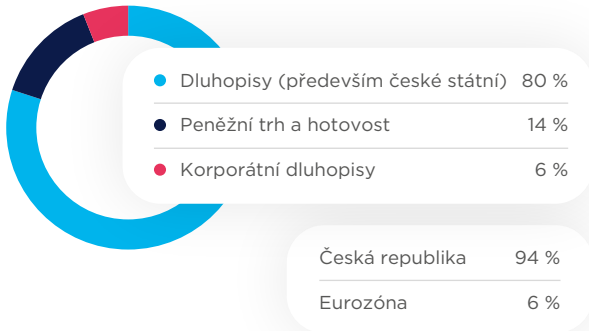 Dluhopisy (především české státní) 80 %
Peněžní trh a hotovost 14 %
Korporátní dluhopisy 6 %
Česká republika 94 %
Eurozóna 6 %